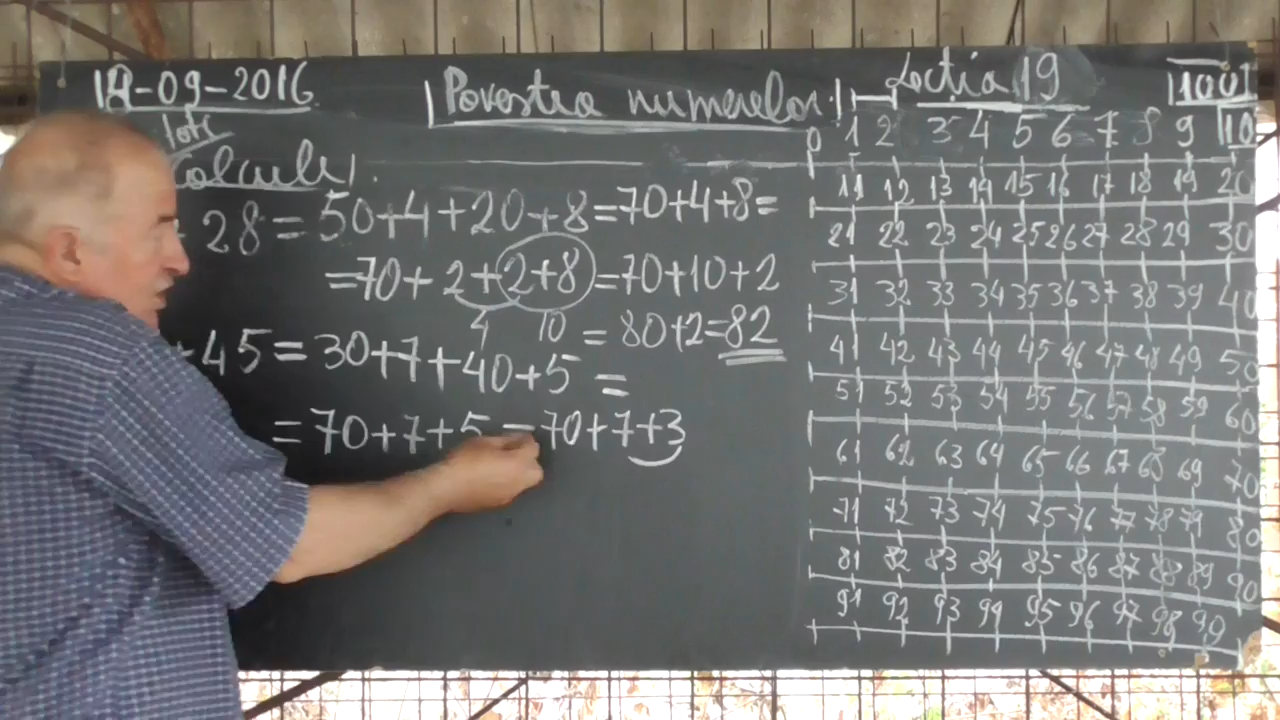 14-09-2016
Povestea numerelor!
Lecția 19
100
Calcule
28 = 50+4+20+8=70+4+8=
=70+ 2+2+8=70+10+2
4 10 = 80+2=82
+45=30+7+40+5 =
=70+7+5=70+7+3
0 1 2 3 4 5 6 7 8 9 10
11 12 13 14 15 16 17 18 19 20
21 22 23 24 25 26 27 28 29 30
31 32 33 34 35 36 37 38 39 40
41 42 43 44 45 46 47 48 49 50
51 52 53 54 55 56 57 58 59 60
61 62 63 64 65 66 67 68 69 70
71 72 73 74 75 76 77 78 79 80
81 82 83 84 85 86 87 88 89 90
91 92 93 94 95 96 97 98 99